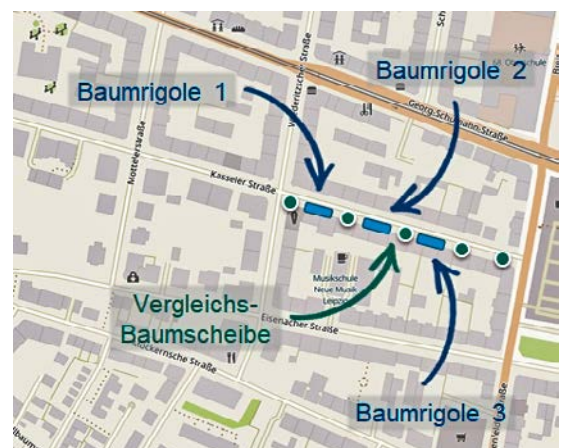 Georg-Schumann-Straße
Baumrigole 2
Baumrigole 1
Mottelerstraße
Kasseler Straße
Musikschule
Neue Musik
Leipzig
Vergleichs-
Baumscheibe
Eisenacher Straße
Baumrigole 3